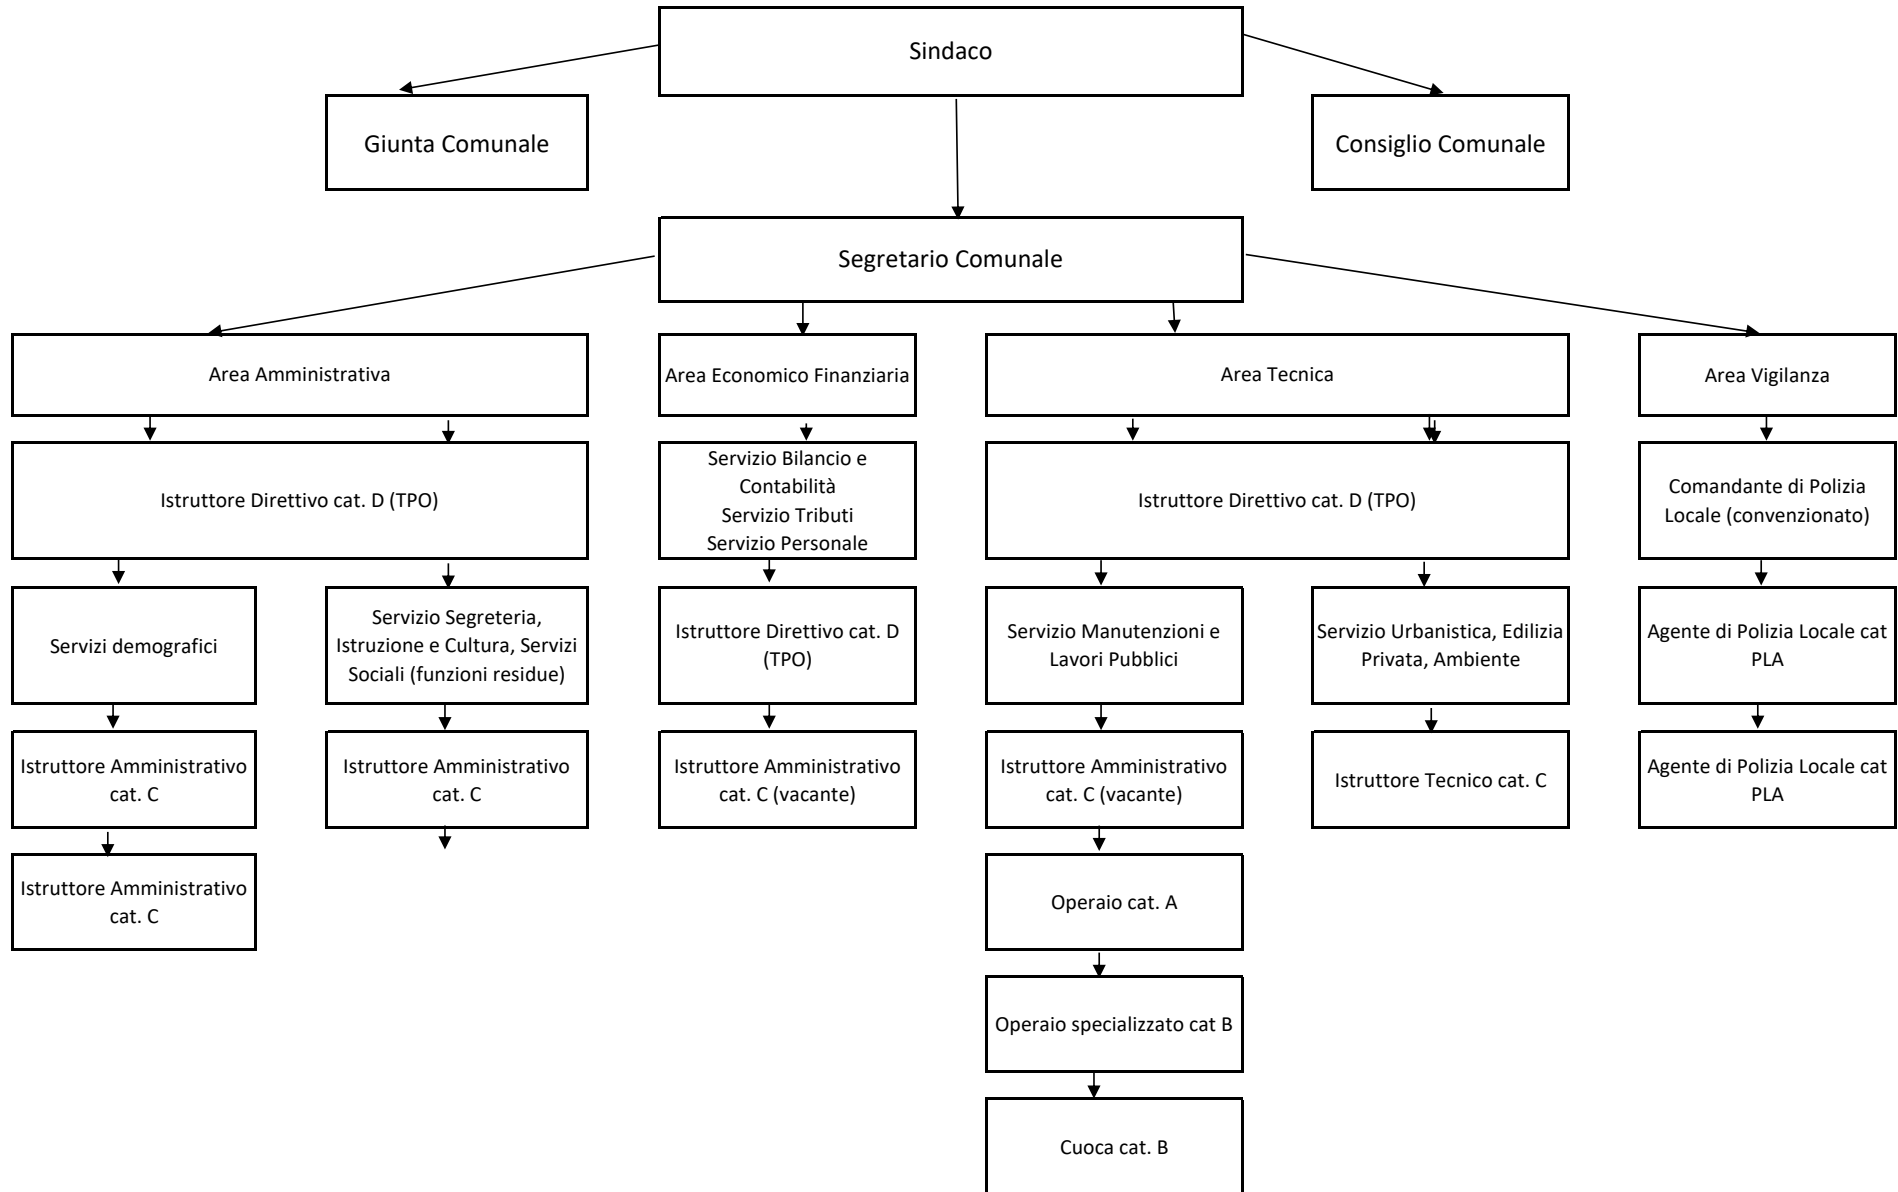 Sindaco
Giunta Comunale
Consiglio Comunale
Segretario Comunale
Area Amministrativa
Area Economico Finanziaria
Area Tecnica
Area Vigilanza
Istruttore Direttivo cat. D (TPO)
Servizio Bilancio e
Contabilità
Servizio Tributi
Servizio Personale
Istruttore Direttivo cat. D (TPO)
Comandante di Polizia
Locale (convenzionato)
Servizi demografici
Servizio Segreteria,
Istruzione e Cultura, Servizi
Sociali (funzioni residue)
Istruttore Direttivo cat. D
(TPO)
Servizio Manutenzioni e
Lavori Pubblici
Servizio Urbanistica, Edilizia
Privata, Ambiente
Agente di Polizia Locale cat
PLA
Istruttore Amministrativo
cat. C
Istruttore Amministrativo
cat. C
Istruttore Amministrativo
cat. C (vacante)
Istruttore Amministrativo
cat. C (vacante)
Istruttore Tecnico cat. C
Agente di Polizia Locale cat
PLA
Istruttore Amministrativo
cat. C
Operaio cat. A
Operaio specializzato cat B
Cuoca cat. B